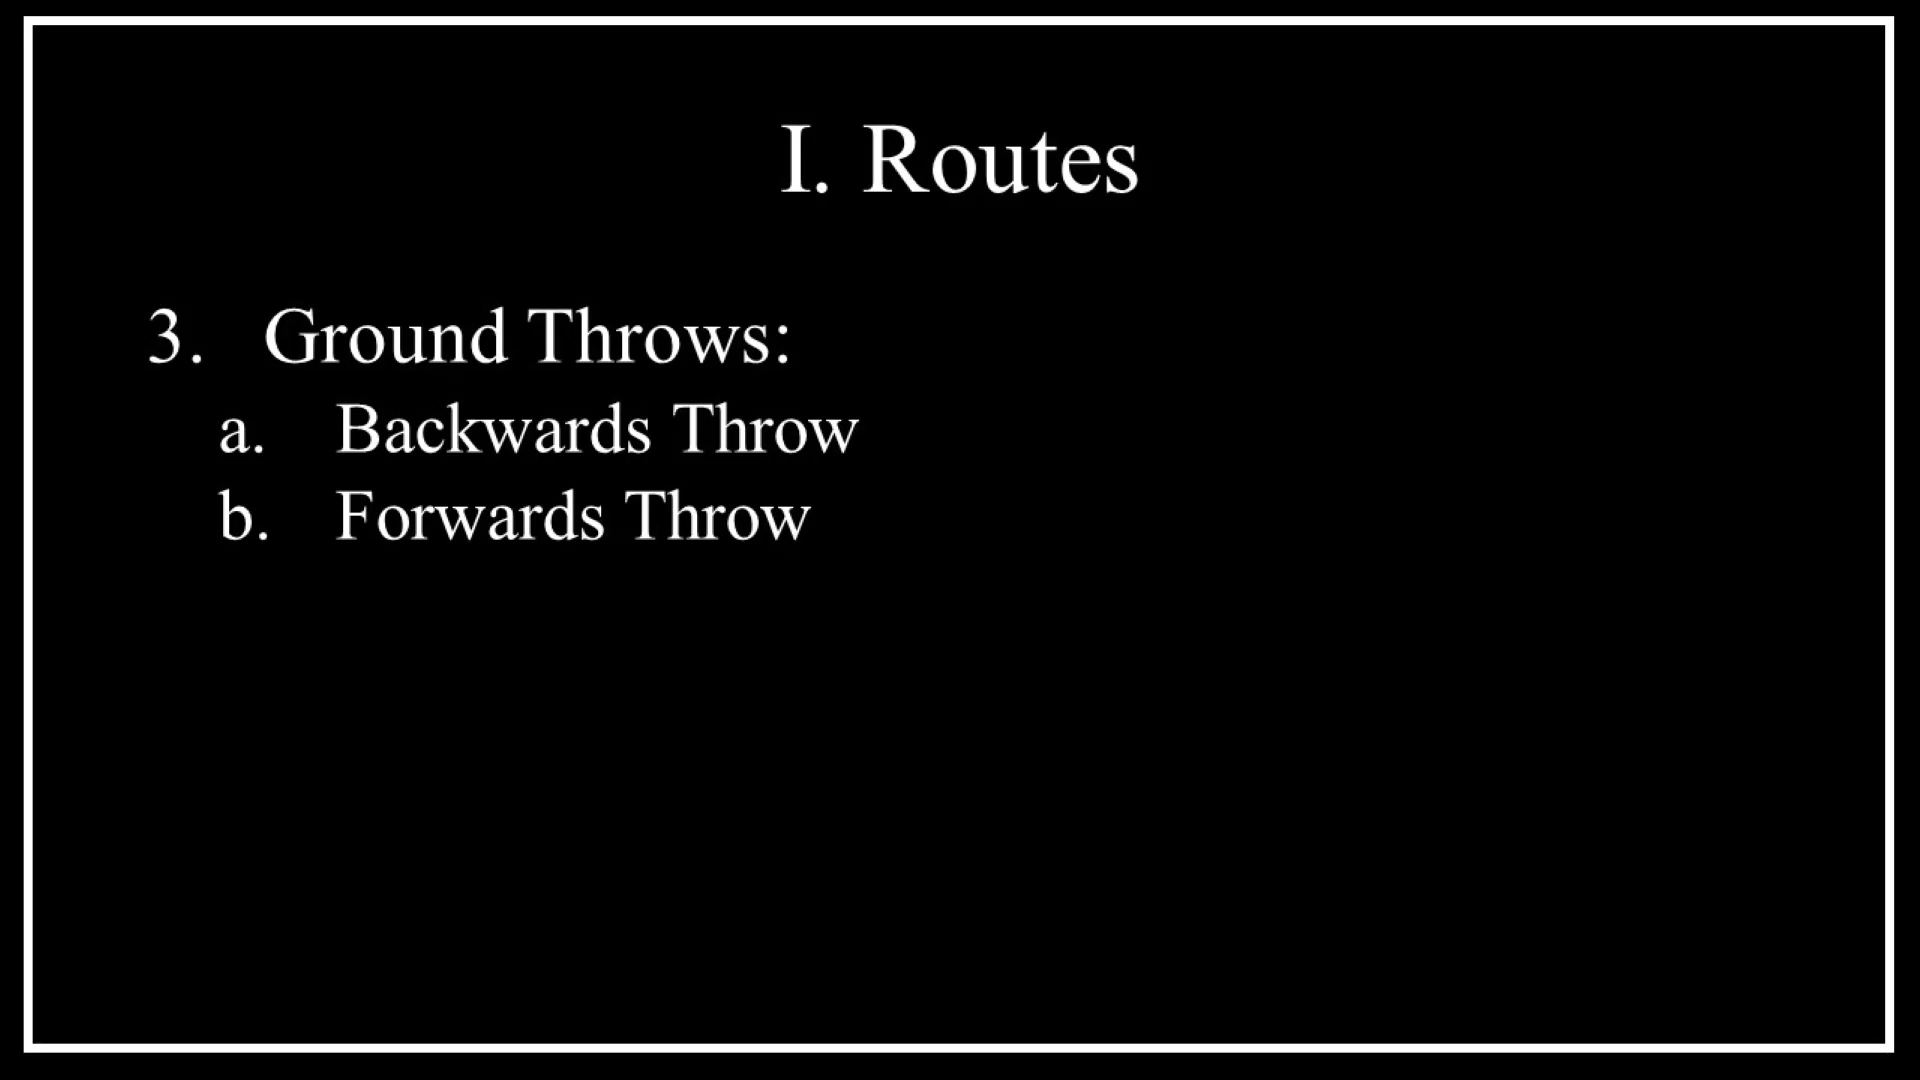 I. Routes
3. Ground Throws:
a. Backwards Throw
b. Forwards Throw